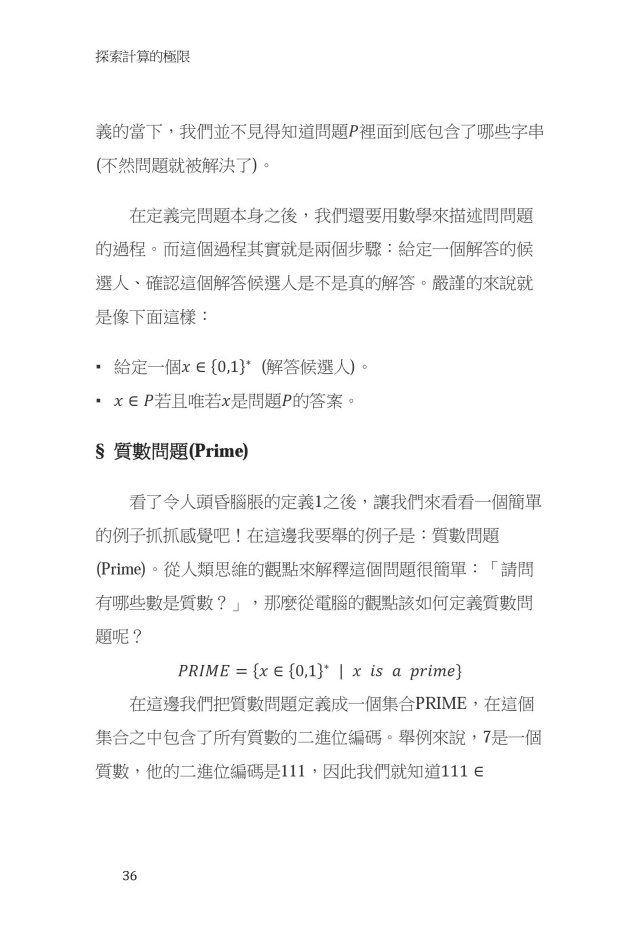 探索計算的極限
義的當下，我們並不見得知道問題P裡面到底包含了哪些字串
(不然問題就被解決了)。
在定義完問題本身之後，我們還要用數學來描述問問題
的過程。而這個過程其實就是兩個步驟：給定一個解答的候
選人、確認這個解答候選人是不是真的解答。嚴謹的來說就
是像下面這樣：
▪ 給定一個x ∈ {0,1}* (解答候選人)。
▪ x ∈ P若且唯若x是問題P的答案。
§ 質數問題(Prime)
看了令人頭昏腦脹的定義1之後，讓我們來看看一個簡單
的例子抓抓感覺吧！在這邊我要舉的例子是：質數問題
(Prime)。從人類思維的觀點來解釋這個問題很簡單：「請問
有哪些數是質數？」，那麼從電腦的觀點該如何定義質數問
題呢？
PRIME = {x ∈ {0,1}* | x is a prime}
在這邊我們把質數問題定義成一個集合PRIME，在這個
集合之中包含了所有質數的二進位編碼。舉例來說，7是一個
質數，他的二進位編碼是111，因此我們就知道111 ∈
36